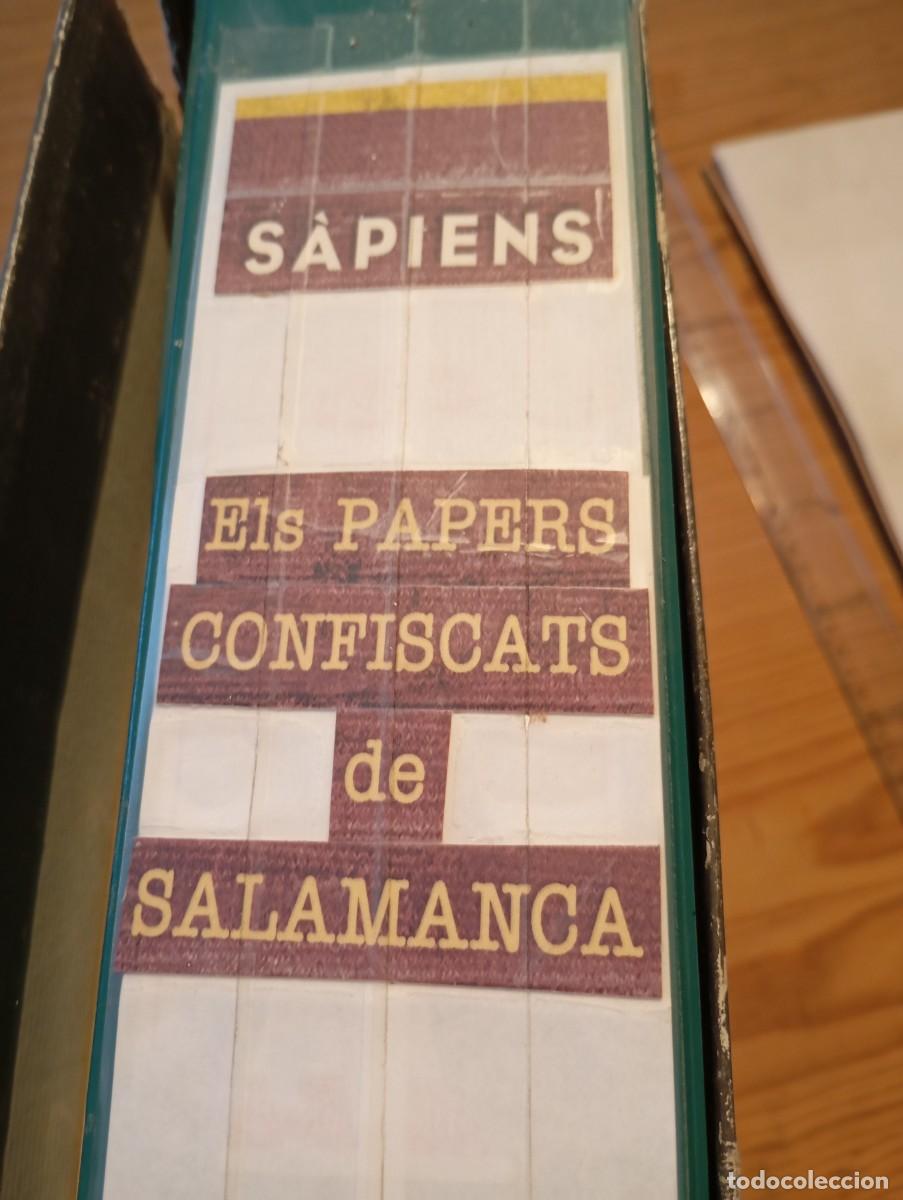 SÀPIENS
Els PAPERS
CONFISCATS
de
SALAMANCA
todocoleccion